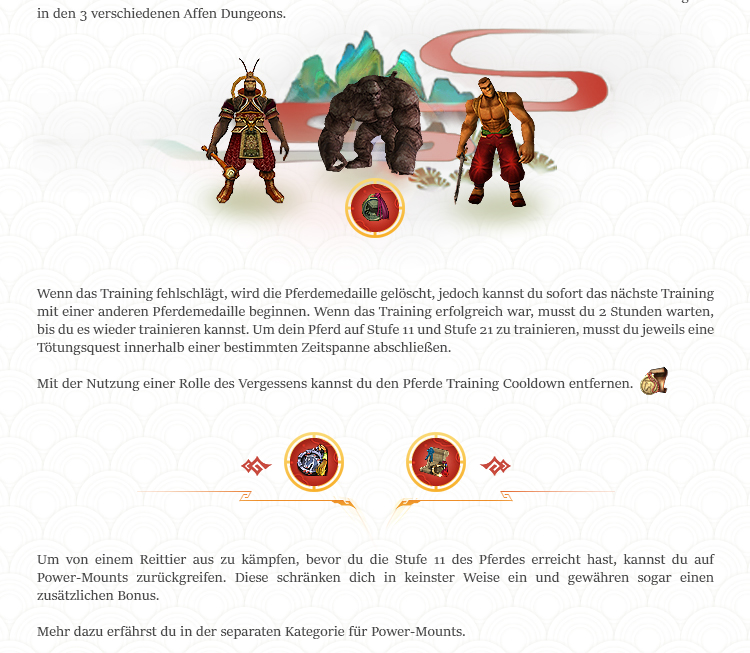 in den 3 verschiedenen Affen Dungeons.
Wenn das Training fehlschlägt, wird die Pferdemedaille gelöscht, jedoch kannst du sofort das nächste Training
mit einer anderen Pferdemedaille beginnen. Wenn das Training erfolgreich war, musst du 2 Stunden warten,
bis du es wieder trainieren kannst. Um dein Pferd auf Stufe 11 und Stufe 21 zu trainieren, musst du jeweils eine
Tötungsquest innerhalb einer bestimmten Zeitspanne abschließen.
Mit der Nutzung einer Rolle des Vergessens kannst du den Pferde Training Cooldown entfernen.
Um von einem Reittier aus zu kämpfen, bevor du die Stufe 11 des Pferdes erreicht hast, kannst du auf
Power-Mounts zurückgreifen. Diese schränken dich in keinster Weise ein und gewähren sogar einen
zusätzlichen Bonus.
Mehr dazu erfährst du in der separaten Kategorie für Power-Mounts.